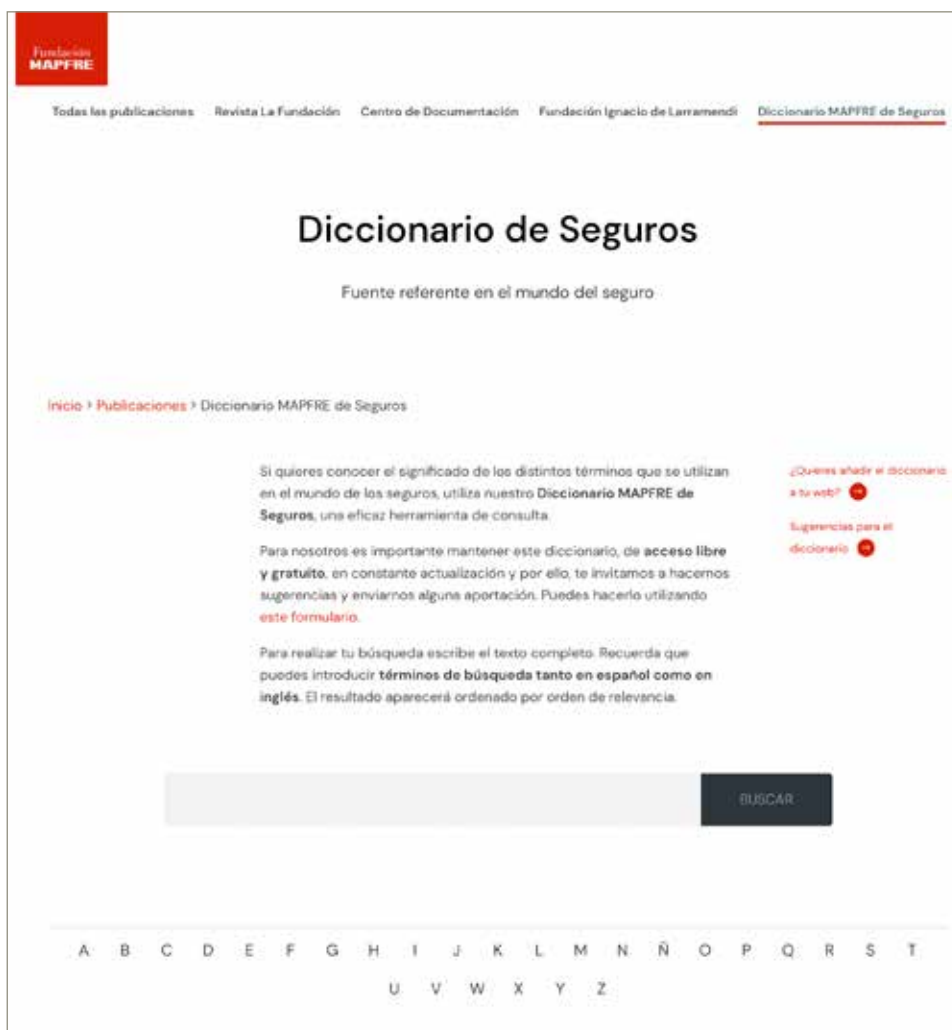 Fundación
MAPFRE
Todas las publicaciones Revista La Fundación Centro de Documentación Fundación Ignacio de Larramendi Diccionario MAPFRE de Seguros
Diccionario de Seguros
Fuente referente en el mundo del seguro
Inicio > Publicaciones > Diccionario MAPFRE de Seguros
Si quieres conocer el significado de los distintos términos que se utilizan
en el mundo de los seguros, utiliza nuestro Diccionario MAPFRE de
Seguros, una eficaz herramienta de consulta.
Para nosotros es importante mantener este diccionario, de acceso libre
y gratuito, en constante actualización y por ello, te invitamos a hacernos
sugerencias y enviarnos alguna aportación. Puedes hacerlo utilizando
este formulario.
Para realizar tu búsqueda escribe el texto completo. Recuerda que
puedes introducir términos de búsqueda tanto en español como en
inglés. El resultado aparecerá ordenado por orden de relevancia.
¿Quieres añadir el diccionario
a tu web?
Sugerencias para el
diccionario
BUSCAR
A B C D E F G H I J K L M N Ñ O P Q R S T
U V W X Y Z